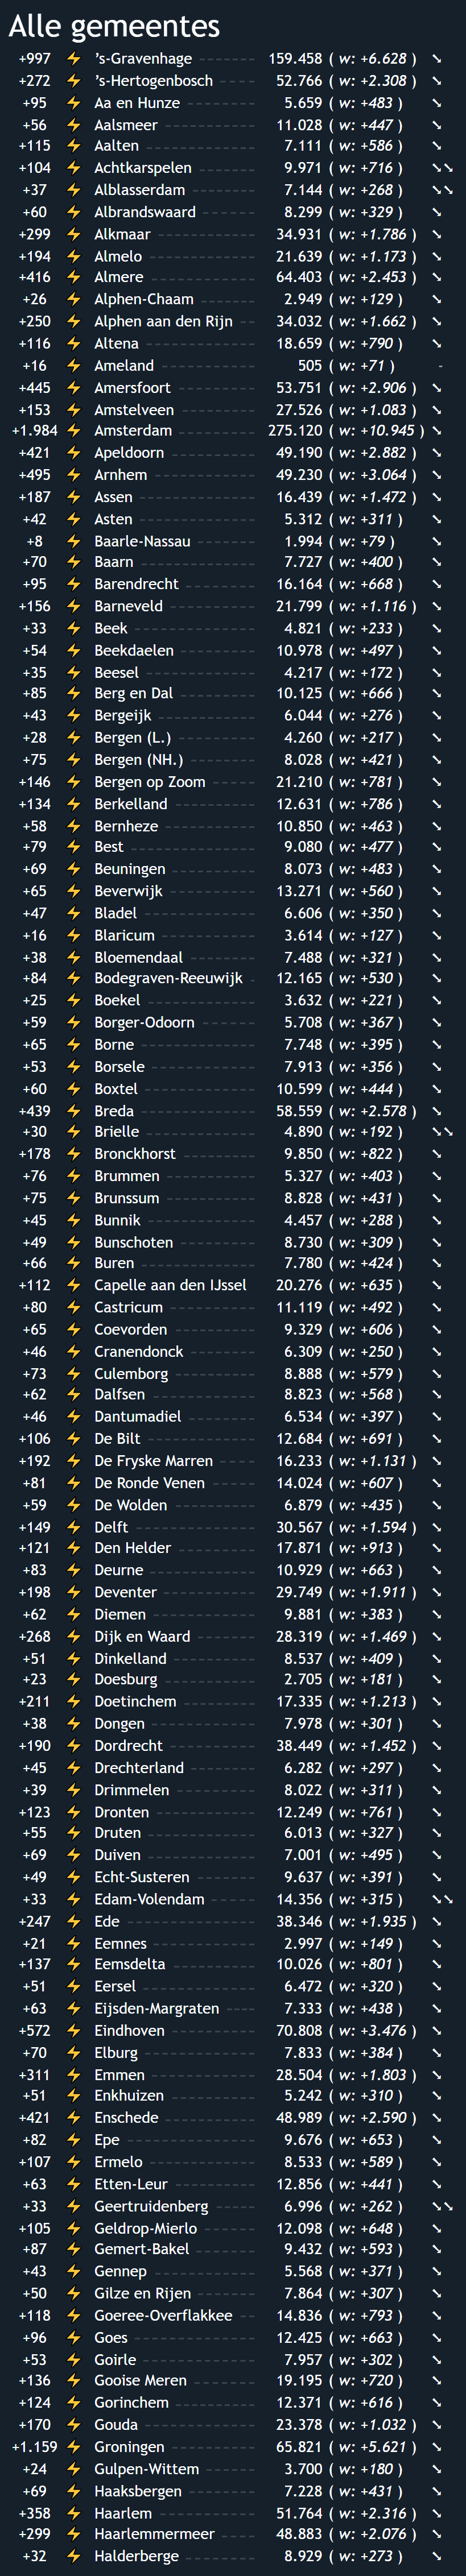 Alle gemeentes
+997 ⚡ ’s-Gravenhage 159.458 ( w: +6.628 ) ➘
+272 ⚡ ’s-Hertogenbosch 52.766 ( w: +2.308 ) ➘
+95 ⚡ Aa en Hunze 5.659 ( w: +483 ) ➘
+56 ⚡ Aalsmeer 11.028 ( w: +447 ) ➘
+115 ⚡ Aalten 7.111 ( w: +586 ) ➘
+104 ⚡ Achtkarspelen 9.971 ( w: +716 ) ➘➘
+37 ⚡ Alblasserdam 7.144 ( w: +268 ) ➘➘
+60 ⚡ Albrandswaard 8.299 ( w: +329 ) ➘
+299 ⚡ Alkmaar 34.931 ( w: +1.786 ) ➘
+194 ⚡ Almelo 21.639 ( w: +1.173 ) ➘
+416 ⚡ Almere 64.403 ( w: +2.453 ) ➘
+26 ⚡ Alphen-Chaam 2.949 ( w: +129 ) ➘
+250 ⚡ Alphen aan den Rijn 34.032 ( w: +1.662 ) ➘
+116 ⚡ Altena 18.659 ( w: +790 ) ➘
+16 ⚡ Ameland 505 ( w: +71 ) -
+445 ⚡ Amersfoort 53.751 ( w: +2.906 ) ➘
+153 ⚡ Amstelveen 27.526 ( w: +1.083 ) ➘
+1.984 ⚡ Amsterdam 275.120 ( w: +10.945 ) ➘
+421 ⚡ Apeldoorn 49.190 ( w: +2.882 ) ➘
+495 ⚡ Arnhem 49.230 ( w: +3.064 ) ➘
+187 ⚡ Assen 16.439 ( w: +1.472 ) ➘
+42 ⚡ Asten 5.312 ( w: +311 ) ➘
+8 ⚡ Baarle-Nassau 1.994 ( w: +79 ) ➘
+70 ⚡ Baarn 7.727 ( w: +400 ) ➘
+95 ⚡ Barendrecht 16.164 ( w: +668 ) ➘
+156 ⚡ Barneveld 21.799 ( w: +1.116 ) ➘
+33 ⚡ Beek 4.821 ( w: +233 ) ➘
+54 ⚡ Beekdaelen 10.978 ( w: +497 ) ➘
+35 ⚡ Beesel 4.217 ( w: +172 ) ➘
+85 ⚡ Berg en Dal 10.125 ( w: +666 ) ➘
+43 ⚡ Bergeijk 6.044 ( w: +276 ) ➘
+28 ⚡ Bergen (L.) 4.260 ( w: +217 ) ➘
+75 ⚡ Bergen (NH.) 8.028 ( w: +421 ) ➘
+146 ⚡ Bergen op Zoom 21.210 ( w: +781 ) ➘
+134 ⚡ Berkelland 12.631 ( w: +786 ) ➘
+58 ⚡ Bernheze 10.850 ( w: +463 ) ➘
+79 ⚡ Best 9.080 ( w: +477 ) ➘
+69 ⚡ Beuningen 8.073 ( w: +483 ) ➘
+65 ⚡ Beverwijk 13.271 ( w: +560 ) ➘
+47 ⚡ Bladel 6.606 ( w: +350 ) ➘
+16 ⚡ Blaricum 3.614 ( w: +127 ) ➘
+38 ⚡ Bloemendaal 7.488 ( w: +321 ) ➘
+84 ⚡ Bodegraven-Reeuwijk 12.165 ( w: +530 ) ➘
+25 ⚡ Boekel 3.632 ( w: +221 ) ➘
+59 ⚡ Borger-Odoorn 5.708 ( w: +367 ) ➘
+65 ⚡ Borne 7.748 ( w: +395 ) ➘
+53 ⚡ Borsele 7.913 ( w: +356 ) ➘
+60 ⚡ Boxtel 10.599 ( w: +444 ) ➘
+439 ⚡ Breda 58.559 ( w: +2.578 ) ➘
+30 ⚡ Brielle 4.890 ( w: +192 ) ➘➘
+178 ⚡ Bronckhorst 9.850 ( w: +822 ) ➘
+76 ⚡ Brummen 5.327 ( w: +403 ) ➘
+75 ⚡ Brunssum 8.828 ( w: +431 ) ➘
+45 ⚡ Bunnik 4.457 ( w: +288 ) ➘
+49 ⚡ Bunschoten 8.730 ( w: +309 ) ➘
+66 ⚡ Buren 7.780 ( w: +424 ) ➘
+112 ⚡ Capelle aan den IJssel 20.276 ( w: +635 ) ➘
+80 ⚡ Castricum 11.119 ( w: +492 ) ➘
+65 ⚡ Coevorden 9.329 ( w: +606 ) ➘
+46 ⚡ Cranendonck 6.309 ( w: +250 ) ➘
+73 ⚡ Culemborg 8.888 ( w: +579 ) ➘
+62 ⚡ Dalfsen 8.823 ( w: +568 ) ➘
+46 ⚡ Dantumadiel 6.534 ( w: +397 ) ➘
+106 ⚡ De Bilt 12.684 ( w: +691 ) ➘
+192 ⚡ De Fryske Marren 16.233 ( w: +1.131 ) ➘
+81 ⚡ De Ronde Venen 14.024 ( w: +607 ) ➘
+59 ⚡ De Wolden 6.879 ( w: +435 ) ➘
+149 ⚡ Delft 30.567 ( w: +1.594 ) ➘
+121 ⚡ Den Helder 17.871 ( w: +913 ) ➘
+83 ⚡ Deurne 10.929 ( w: +663 ) ➘
+198 ⚡ Deventer 29.749 ( w: +1.911 ) ➘
+62 ⚡ Diemen 9.881 ( w: +383 ) ➘
+268 ⚡ Dijk en Waard 28.319 ( w: +1.469 ) ➘
+51 ⚡ Dinkelland 8.537 ( w: +409 ) ➘
+23 ⚡ Doesburg 2.705 ( w: +181 ) ➘
+211 ⚡ Doetinchem 17.335 ( w: +1.213 ) ➘
+38 ⚡ Dongen 7.978 ( w: +301 ) ➘
+190 ⚡ Dordrecht 38.449 ( w: +1.452 ) ➘
+45 ⚡ Drechterland 6.282 ( w: +297 ) ➘
+39 ⚡ Drimmelen 8.022 ( w: +311 ) ➘
+123 ⚡ Dronten 12.249 ( w: +761 ) ➘
+55 ⚡ Druten 6.013 ( w: +327 ) ➘
+69 ⚡ Duiven 7.001 ( w: +495 ) ➘
+49 ⚡ Echt-Susteren 9.637 ( w: +391 ) ➘
+33 ⚡ Edam-Volendam 14.356 ( w: +315 ) ➘➘
+247 ⚡ Ede 38.346 ( w: +1.935 ) ➘
+21 ⚡ Eemnes 2.997 ( w: +149 ) ➘
+137 ⚡ Eemsdelta 10.026 ( w: +801 ) ➘
+51 ⚡ Eersel 6.472 ( w: +320 ) ➘
+63 ⚡ Eijsden-Margraten 7.333 ( w: +438 ) ➘
+572 ⚡ Eindhoven 70.808 ( w: +3.476 ) ➘
+70 ⚡ Elburg 7.833 ( w: +384 ) ➘
+311 ⚡ Emmen 28.504 ( w: +1.803 ) ➘
+51 ⚡ Enkhuizen 5.242 ( w: +310 ) ➘
+421 ⚡ Enschede 48.989 ( w: +2.590 ) ➘
+82 ⚡ Epe 9.676 ( w: +653 ) ➘
+107 ⚡ Ermelo 8.533 ( w: +589 ) ➘
+63 ⚡ Etten-Leur 12.856 ( w: +441 ) ➘
+33 ⚡ Geertruidenberg 6.996 ( w: +262 ) ➘➘
+105 ⚡ Geldrop-Mierlo 12.098 ( w: +648 ) ➘
+87 ⚡ Gemert-Bakel 9.432 ( w: +593 ) ➘
+43 ⚡ Gennep 5.568 ( w: +371 ) ➘
+50 ⚡ Gilze en Rijen 7.864 ( w: +307 ) ➘
+118 ⚡ Goeree-Overflakkee 14.836 ( w: +793 ) ➘
+96 ⚡ Goes 12.425 ( w: +663 ) ➘
+53 ⚡ Goirle 7.957 ( w: +302 ) ➘
+136 ⚡ Gooise Meren 19.195 ( w: +720 ) ➘
+124 ⚡ Gorinchem 12.371 ( w: +616 ) ➘
+170 ⚡ Gouda 23.378 ( w: +1.032 ) ➘
+1.159 ⚡ Groningen 65.821 ( w: +5.621 ) ➘
+24 ⚡ Gulpen-Wittem 3.700 ( w: +180 ) ➘
+69 ⚡ Haaksbergen 7.228 ( w: +431 ) ➘
+358 ⚡ Haarlem 51.764 ( w: +2.316 ) ➘
+299 ⚡ Haarlemmermeer 48.883 ( w: +2.076 ) ➘
+32 ⚡ Halderberge 8.929 ( w: +273 ) ➘